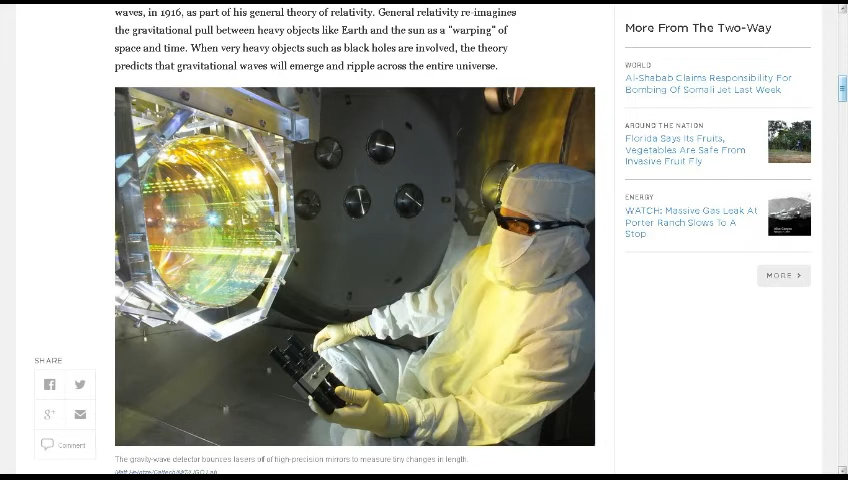 waves, in 1916, as part of his general theory of relativity. General relativity re-imagines
the gravitational pull between heavy objects like Earth and the sun as a "warping" of
space and time. When very heavy objects such as black holes are involved, the theory
predicts that gravitational waves will emerge and ripple across the entire universe.
SHARE
Comment
The gravity-wave detector bounces lasers off of high-precision mirrors to measure tiny changes in length.
More From The Two-Way
WORLD
Al-Shabab Claims Responsibility For
Bombing Of Somali Jet Last Week
AROUND THE NATION
Florida Says Its Fruits,
Vegetables Are Safe From
Invasive Fruit Fly
ENERGY
WATCH: Massive Gas Leak At
Porter Ranch Slows To A
Stop
MORE